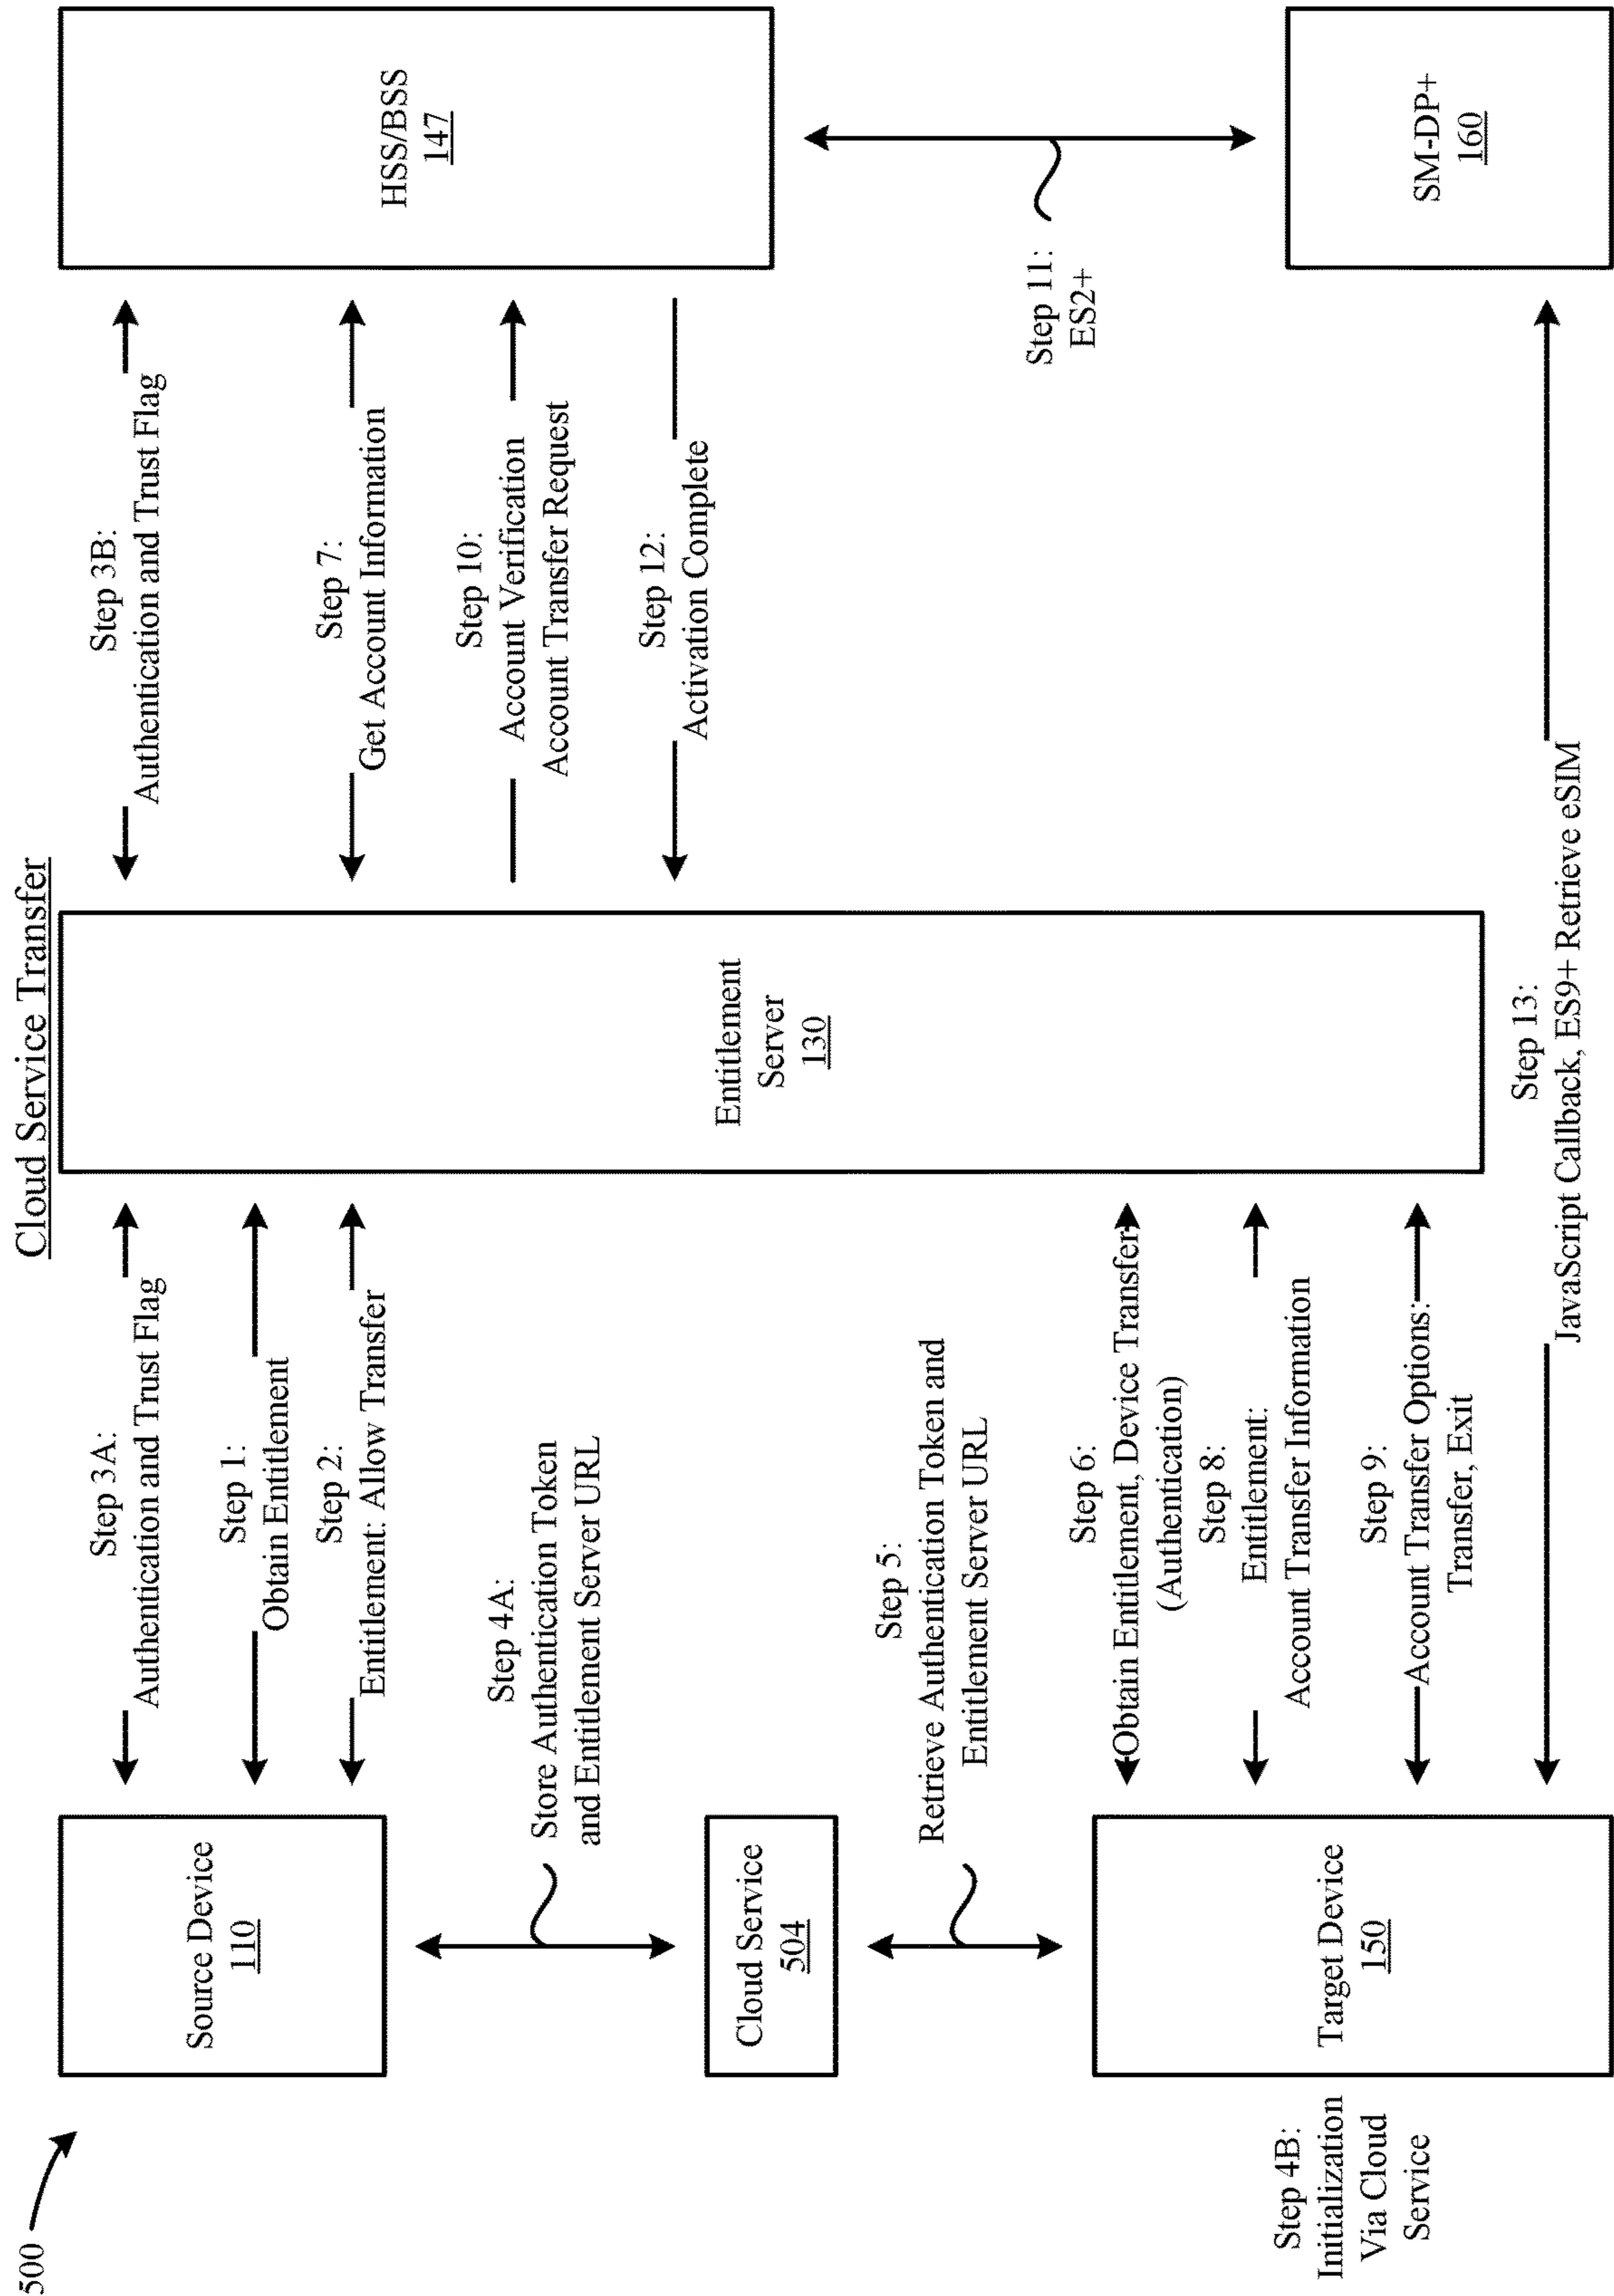 500
Cloud Service Transfer
Source Device
110
Step 3A:
Authentication and Trust Flag
Step 1:
Obtain Entitlement
Step 2:
Entitlement: Allow Transfer
Step 4A:
Store Authentication Token
and Entitlement Server URL
Cloud Service
504
Step 5:
Retrieve Authentication Token and
Entitlement Server URL
Step 4B:
Initialization
Via Cloud
Service
Target Device
150
Step 6:
Obtain Entitlement, Device Transfer
(Authentication)
Step 8:
Entitlement:
Account Transfer Information
Step 9:
Account Transfer Options:
Transfer, Exit
Entitlement
Server
130
Step 3B:
Authentication and Trust Flag
Step 7:
Get Account Information
Step 10:
Account Verification
Account Transfer Request
Step 12:
Activation Complete
HSS/BSS
147
Step 11:
ES2+
SM-DP+
160
Step 13:
JavaScript Callback, ES9+ Retrieve eSIM